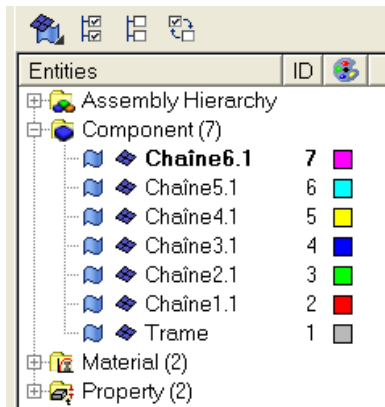 Entities ID
Assembly Hierarchy
Component (7)
Chaîne6.1 7
Chaîne5.1 6
Chaîne4.1 5
Chaîne3.1 4
Chaîne2.1 3
Chaîne1.1 2
Trame 1
Material (2)
Property (2)